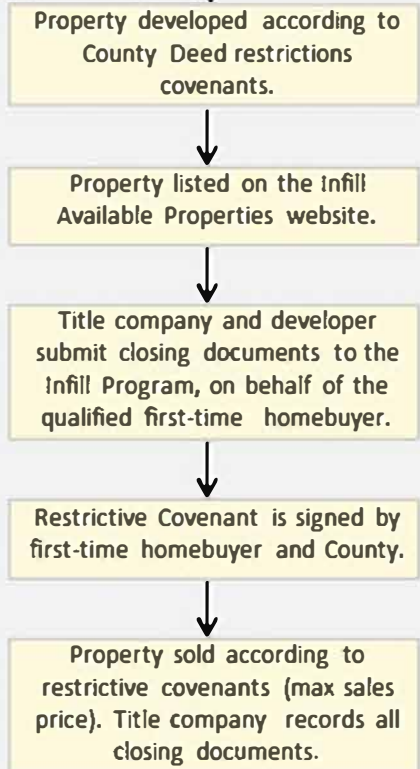 Property developed according to
County Deed restrictions
covenants.
Property listed on the Infill
Available Properties website.
Title company and developer
submit closing documents to the
Infill Program, on behalf of the
qualified first-time homebuyer.
Restrictive Covenant is signed by
first-time homebuyer and County.
Property sold according to
restrictive covenants (max sales
price). Title company records all
closing documents.